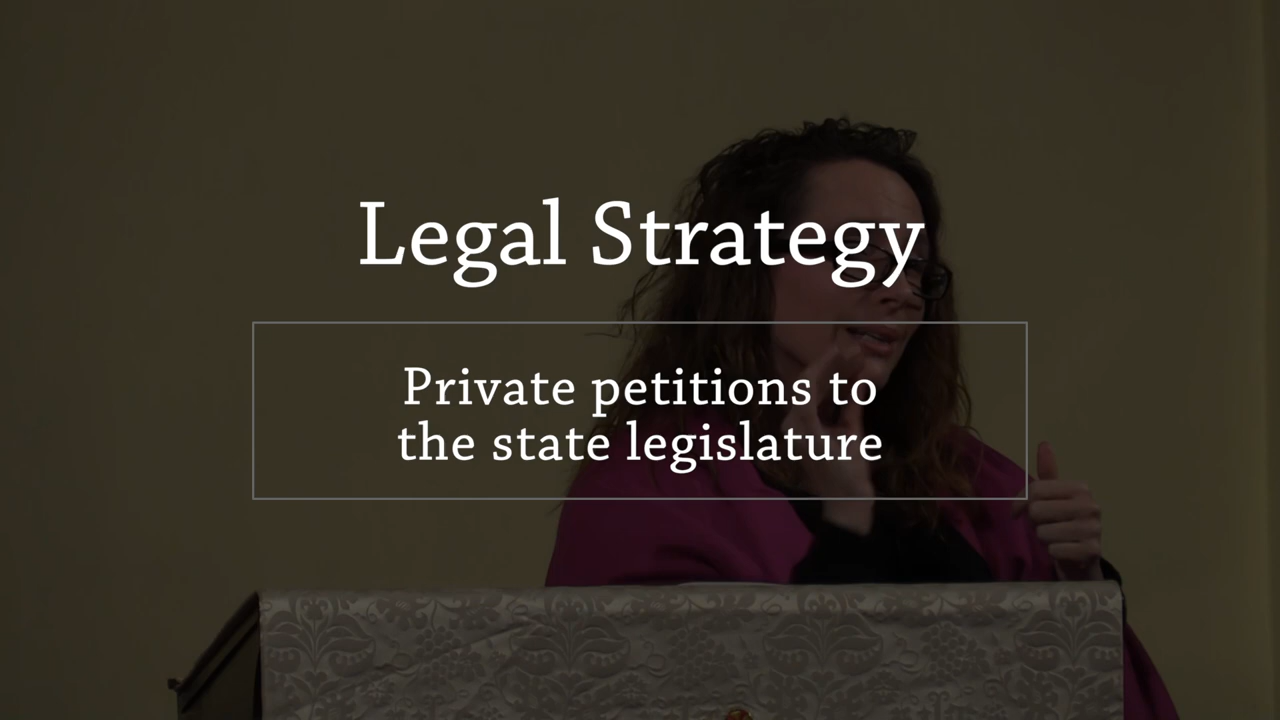 Legal Strategy
Private petitions to
the state legislature